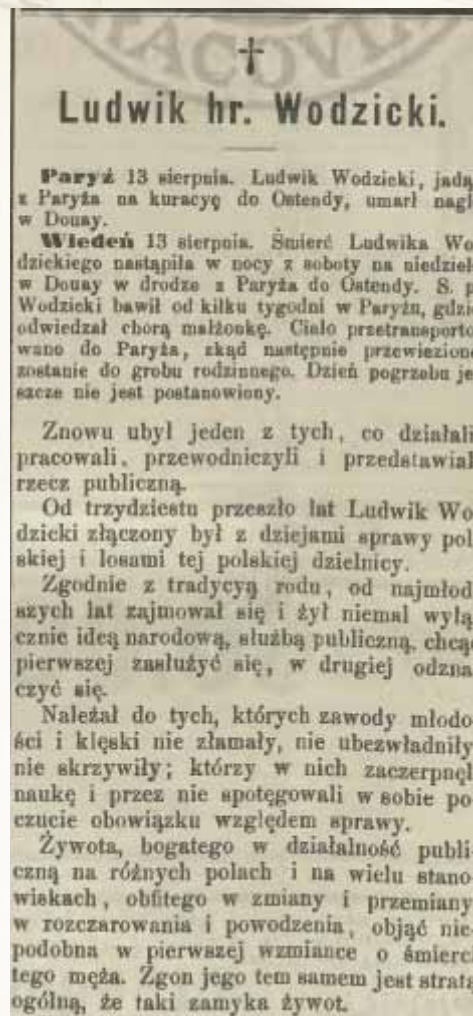 ACOVI
†
Ludwik hr. Wodzicki.
Paryż 13 sierpnia. Ludwik Wodzicki, jadą
z Paryża na kuracyę do Ostendy, umarł nagl
w Douay.
Wiedeń 13 sierpnia. Śmierć Ludwika Wo
dzickiego nastąpiła w nocy z soboty na niedziel
w Douay w drodze z Paryża do Ostendy. S. p
Wodzicki bawił od kilku tygodni w Paryżu, gdzi
odwiedzał chorą małżonkę. Ciało przetransporto
wano do Paryża, zkąd następnie przewiezion
zostanie do grobu rodzinnego. Dzień pogrzebu je
szcze nie jest postanowiony.
Znowu ubył jeden z tych, co działali
pracowali, przewodniczyli i przedstawial
rzecz publiczną.
Od trzydziestu przeszło lat Ludwik Wo
dzicki złączony był z dziejami sprawy pol
skiej i losami tej polskiej dzielnicy.
Zgodnie z tradycyą rodu, od najmłod
szych lat zajmował się i żył niemal wyłą
cznie ideą narodową, służbą publiczną, chcąc
pierwszej zasłużyć się, w drugiej odzna
czyć się.
Należał do tych, których zawody młodo
ści i klęski nie złamały, nie ubezwładniły
nie skrzywiły; którzy w nich zaczerpnęl
naukę i przez nie spotęgowali w sobie po
czucie obowiązku względem sprawy.
Żywota, bogatego w działalność publi
czną na różnych polach i na wielu stano
wiskach, obfitego w zmiany i przemiany
w rozczarowania i powodzenia, objąć nie-
podobna w pierwszej wzmiance o śmierc
tego męża. Zgon jego tem samem jest stratą
ogólną, że taki zamyka żywot.